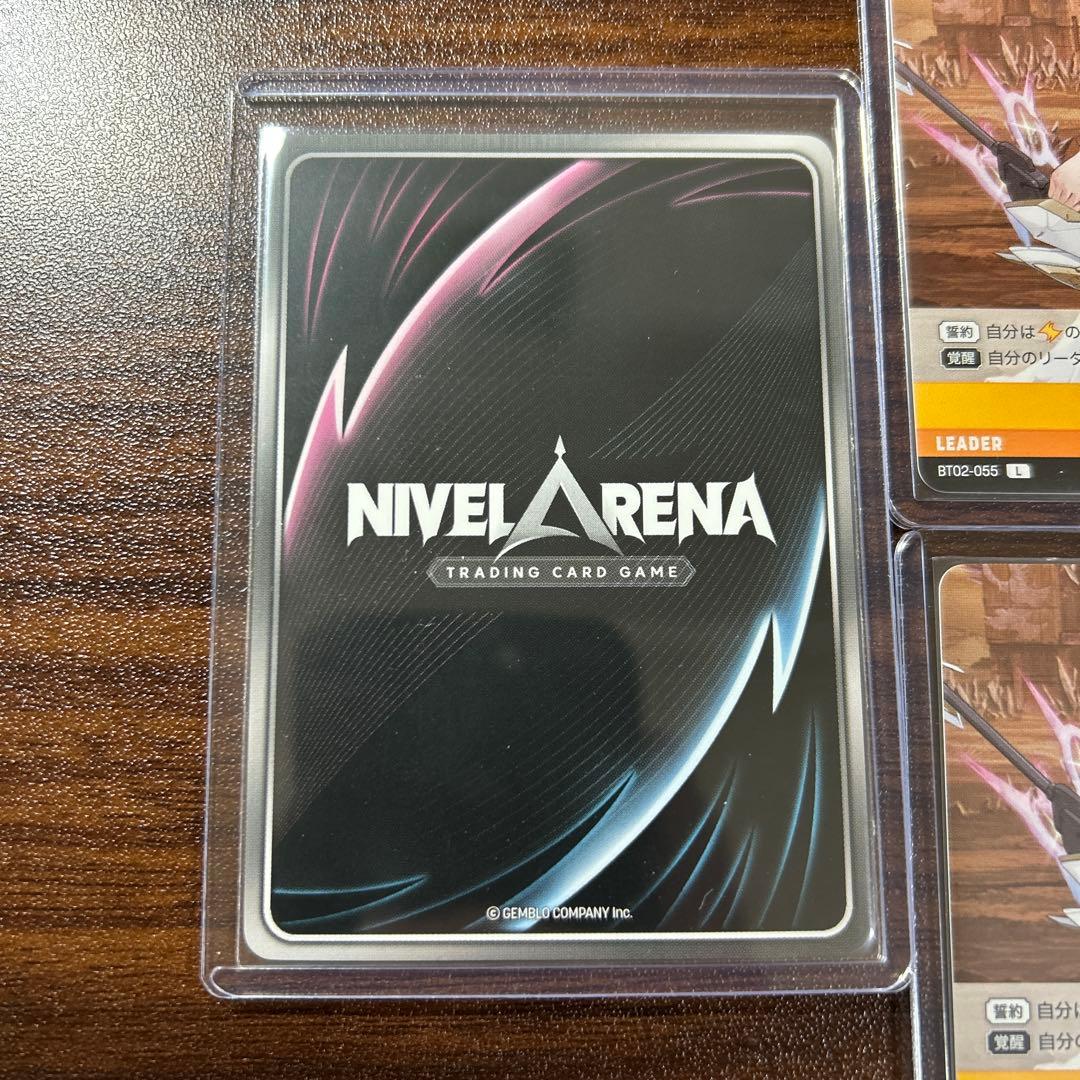 NIVEL ARENA
TRADING CARD GAME
© GEMBLO COMPANY Inc.
誓約 自分は
の
覚醒 自分のリー
LEADER
BT02-055 L
誓約 自分
覚醒 自分